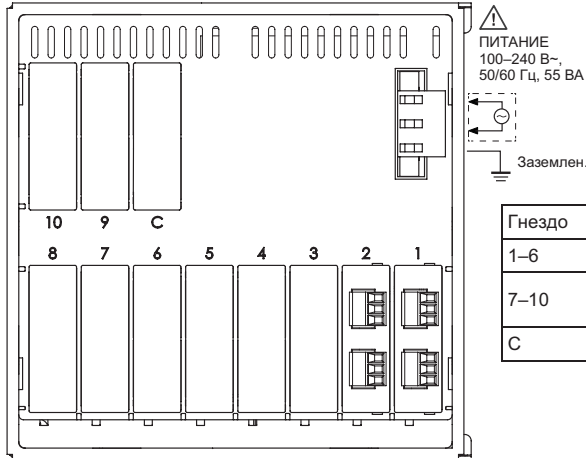 ПИТАНИЕ
100–240 В~,
50/60 Гц, 55 ВА
Заземлен.
10 9 C
8 7 6 5 4 3 2 1
Гнездо
1–6
7–10
C